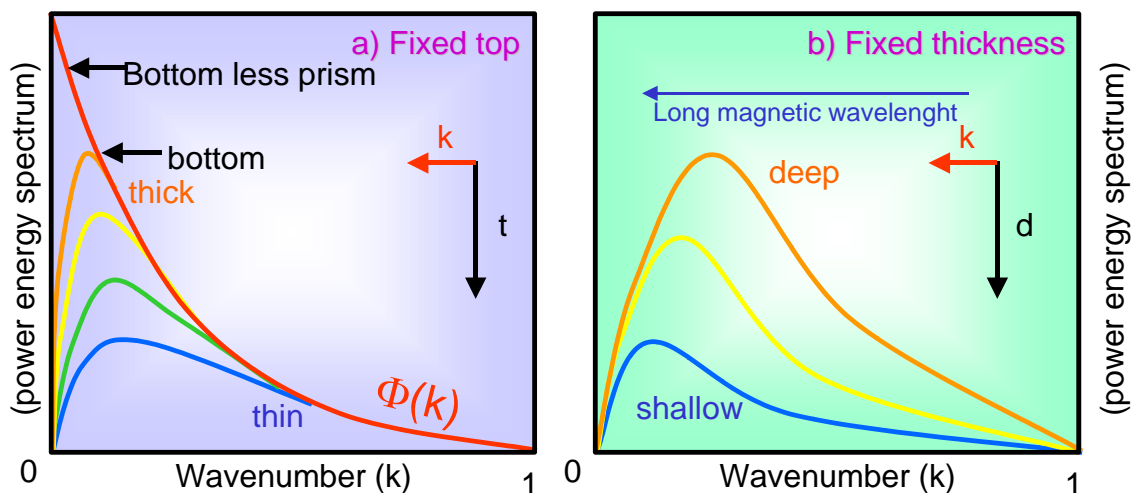 a) Fixed top
Bottom less prism
bottom
thick
k
t
thin
Φ(k)
(power energy spectrum)
0
Wavenumber (k)
1
b) Fixed thickness
Long magnetic wavelenght
k
deep
d
shallow
(power energy spectrum)
0
Wavenumber (k)
1